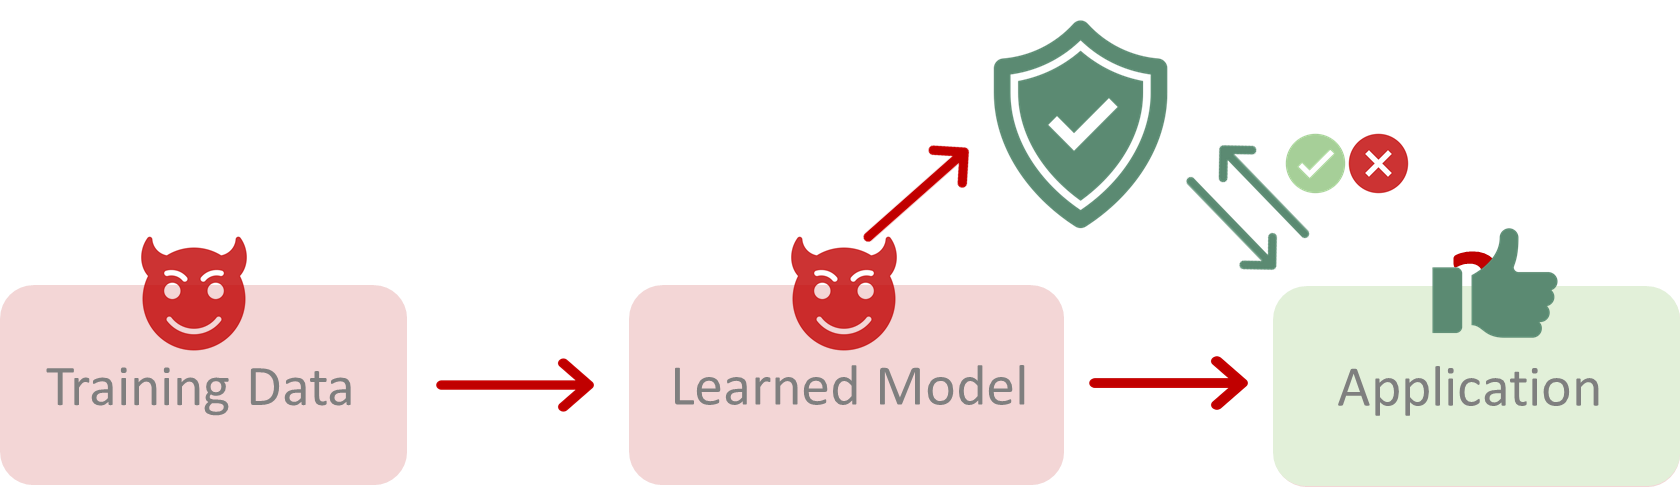 Training Data
Learned Model
Application